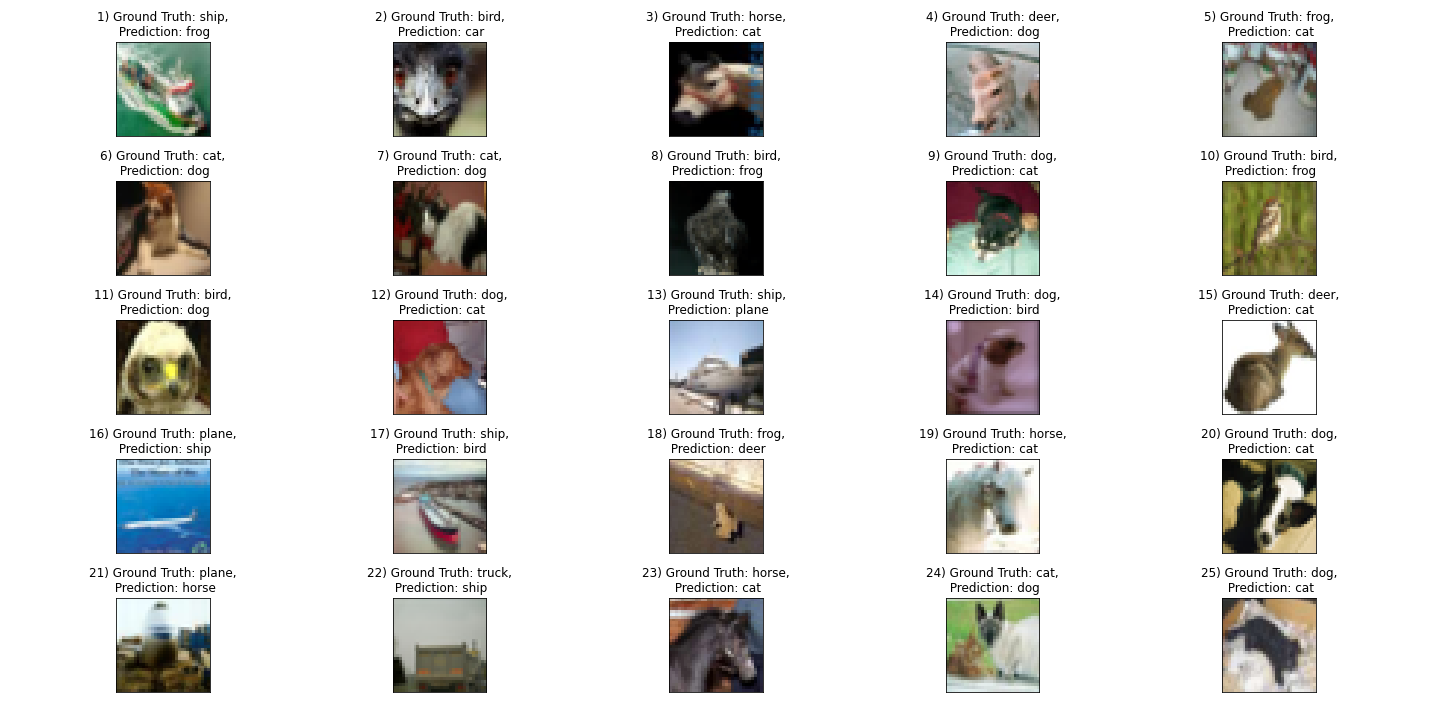 1) Ground Truth: ship,
Prediction: frog
2) Ground Truth: bird,
Prediction: car
3) Ground Truth: horse,
Prediction: cat
4) Ground Truth: deer,
Prediction: dog
5) Ground Truth: frog,
Prediction: cat
6) Ground Truth: cat,
Prediction: dog
7) Ground Truth: cat,
Prediction: dog
8) Ground Truth: bird,
Prediction: frog
9) Ground Truth: dog,
Prediction: cat
10) Ground Truth: bird,
Prediction: frog
11) Ground Truth: bird,
Prediction: dog
12) Ground Truth: dog,
Prediction: cat
13) Ground Truth: ship,
Prediction: plane
14) Ground Truth: dog,
Prediction: bird
15) Ground Truth: deer,
Prediction: cat
16) Ground Truth: plane,
Prediction: ship
17) Ground Truth: ship,
Prediction: bird
18) Ground Truth: frog,
Prediction: deer
19) Ground Truth: horse,
Prediction: cat
20) Ground Truth: dog,
Prediction: cat
21) Ground Truth: plane,
Prediction: horse
22) Ground Truth: truck,
Prediction: ship
23) Ground Truth: horse,
Prediction: cat
24) Ground Truth: cat,
Prediction: dog
25) Ground Truth: dog,
Prediction: cat